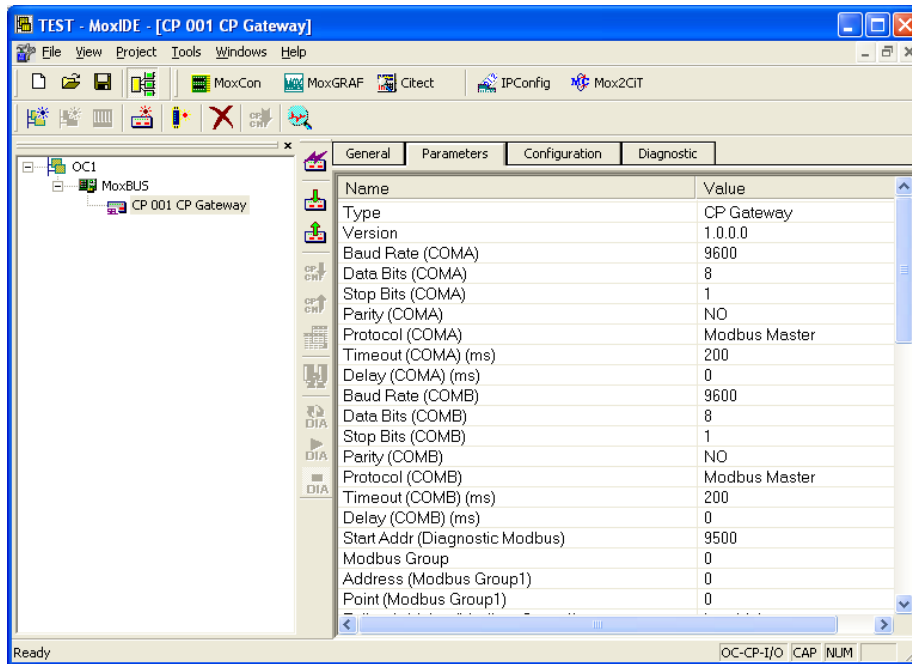 TEST - MoxIDE - [CP 001 CP Gateway]
File View Project Tools Windows Help
MoxCon MoxGRAF Citect IPConfig Mox2CiT
OC1
MoxBUS
CP 001 CP Gateway
General Parameters Configuration Diagnostic
Name Value
Type CP Gateway
Version 1.0.0.0
Baud Rate (COMA) 9600
Data Bits (COMA) 8
Stop Bits (COMA) 1
Parity (COMA) NO
Protocol (COMA) Modbus Master
Timeout (COMA) (ms) 200
Delay (COMA) (ms) 0
Baud Rate (COMB) 9600
Data Bits (COMB) 8
Stop Bits (COMB) 1
Parity (COMB) NO
Protocol (COMB) Modbus Master
Timeout (COMB) (ms) 200
Delay (COMB) (ms) 0
Start Addr (Diagnostic Modbus) 9500
Modbus Group 0
Address (Modbus Group1) 0
Point (Modbus Group1) 0
DIA
DIA
DIA
Ready OC-CP-I/O CAP NUM